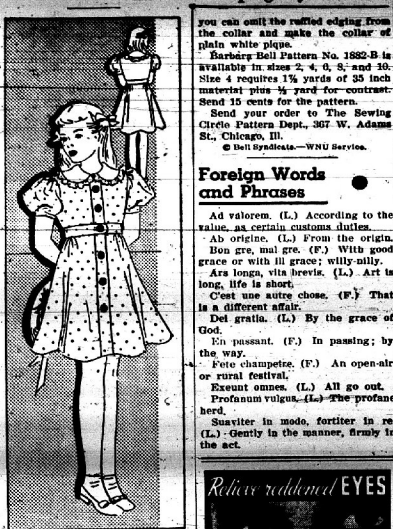 you can omit the ruffled edging from
the collar and make the collar of
plain white pique.
Barbara Bell Pattern No. 1882-B is
available in sizes 2, 4, 6, 8, and 10.
Size 4 requires 1⅞ yards of 35 inch
material plus ⅓ yard for contrast.
Send 15 cents for the pattern.
Send your order to The Sewing
Circle Pattern Dept., 367 W. Adams
St., Chicago, Ill.
© Bell Syndicate.—WNU Service.
Foreign Words
and Phrases
Ad valorem. (L.) According to the
value, as certain customs duties.
Ab origine. (L.) From the origin.
Bon gre, mal gre. (F.) With good
grace or with ill grace; willy-nilly.
Ars longa, vita brevis. (L.) Art is
long, life is short.
C'est une autre chose. (F.) That
is a different affair.
Dei gratia. (L.) By the grace of
God.
En passant. (F.) In passing; by
the way.
Fete champetre. (F.) An open-air
or rural festival.
Exeunt omnes. (L.) All go out.
Profanum vulgus. (L.) The profane
herd.
Suaviter in modo, fortiter in re
(L.) Gently in the manner, firmly in
the act.
Relieve reddened EYES